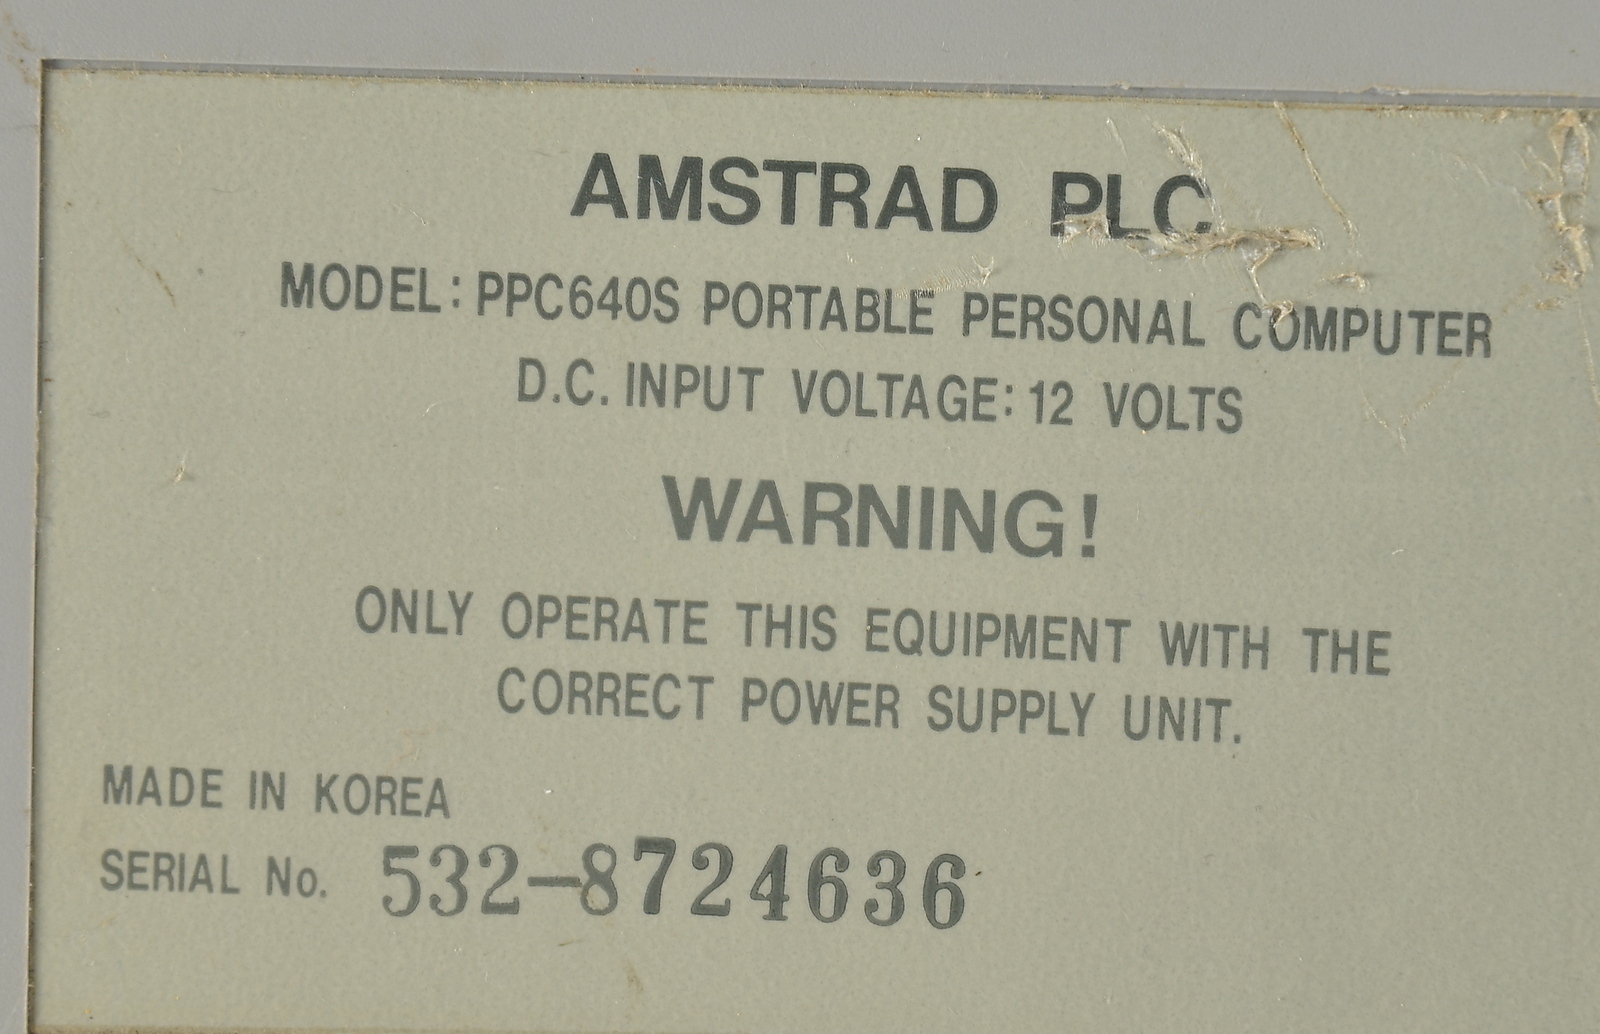 AMSTRAD PLC
MODEL: PPC640S PORTABLE PERSONAL COMPUTER
D.C. INPUT VOLTAGE: 12 VOLTS
WARNING!
ONLY OPERATE THIS EQUIPMENT WITH THE
CORRECT POWER SUPPLY UNIT.
MADE IN KOREA
SERIAL No. 532-8724636